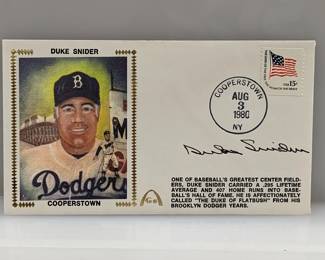 DUKE SNIDER
B
Dodgers
COOPERSTOWN
15c
COOPERSTOWN
AUG
3
1980
NY
Duke Snider
ONE OF BASEBALL'S GREATEST CENTER FIELD-
ERS, DUKE SNIDER CARRIED A .295 LIFETIME
AVERAGE AND 407 HOME RUNS INTO BASE-
BALL'S HALL OF FAME. HE IS AFFECTIONATELY
CALLED "THE DUKE OF FLATBUSH" FROM HIS
BROOKLYN DODGER YEARS.